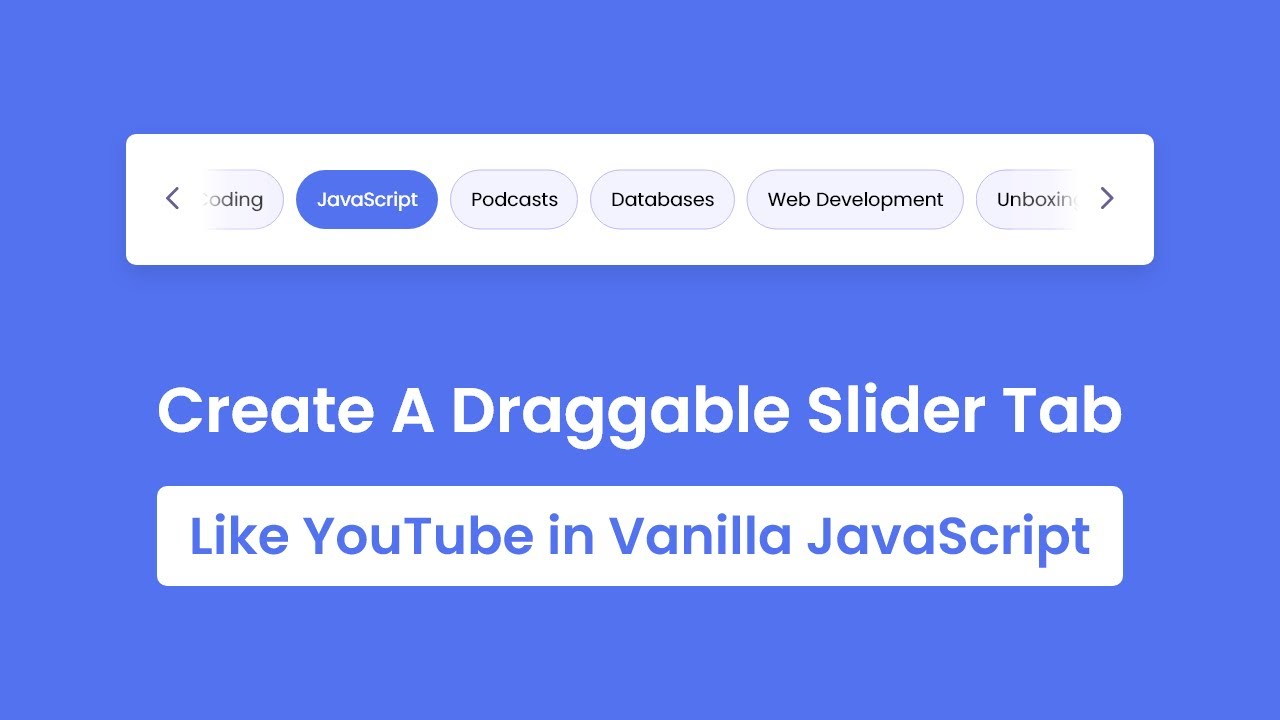 Coding JavaScript Podcasts Databases Web Development Unboxing
Create A Draggable Slider Tab
Like YouTube in Vanilla JavaScript